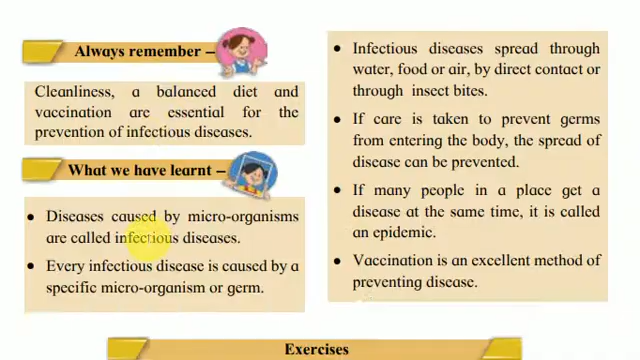 Always remember –
Cleanliness, a balanced diet and
vaccination are essential for the
prevention of infectious diseases.
What we have learnt –
• Diseases caused by micro-organisms
are called infectious diseases.
• Every infectious disease is caused by a
specific micro-organism or germ.
• Infectious diseases spread through
water, food or air, by direct contact or
through insect bites.
• If care is taken to prevent germs
from entering the body, the spread of
disease can be prevented.
• If many people in a place get a
disease at the same time, it is called
an epidemic.
• Vaccination is an excellent method of
preventing disease.
Exercises